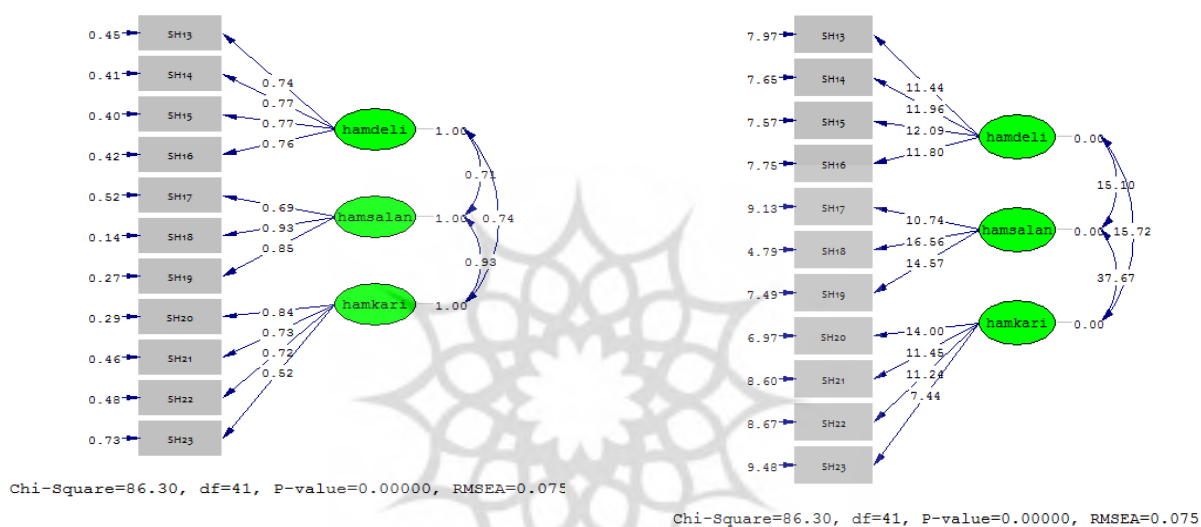 0.45 SH13
0.41 SH14
0.40 SH15
0.42 SH16
0.52 SH17
0.14 SH18
0.27 SH19
0.29 SH20
0.46 SH21
0.48 SH22
0.73 SH23
0.74
0.77
0.77
0.76
0.69
0.93
0.85
0.84
0.73
0.72
0.52
hamdeli 1.00
hamsalan 1.00
hamkari 1.00
0.71
0.74
0.93
Chi-Square=86.30, df=41, P-value=0.00000, RMSEA=0.075
7.97 SH13
7.65 SH14
7.57 SH15
7.75 SH16
9.13 SH17
4.79 SH18
7.49 SH19
6.97 SH20
8.60 SH21
8.67 SH22
9.48 SH23
11.44
11.96
12.09
11.80
10.74
16.56
14.57
14.00
11.45
11.24
7.44
hamdeli 0.00
hamsalan 0.00
hamkari 0.00
15.10
15.72
37.67
Chi-Square=86.30, df=41, P-value=0.00000, RMSEA=0.075